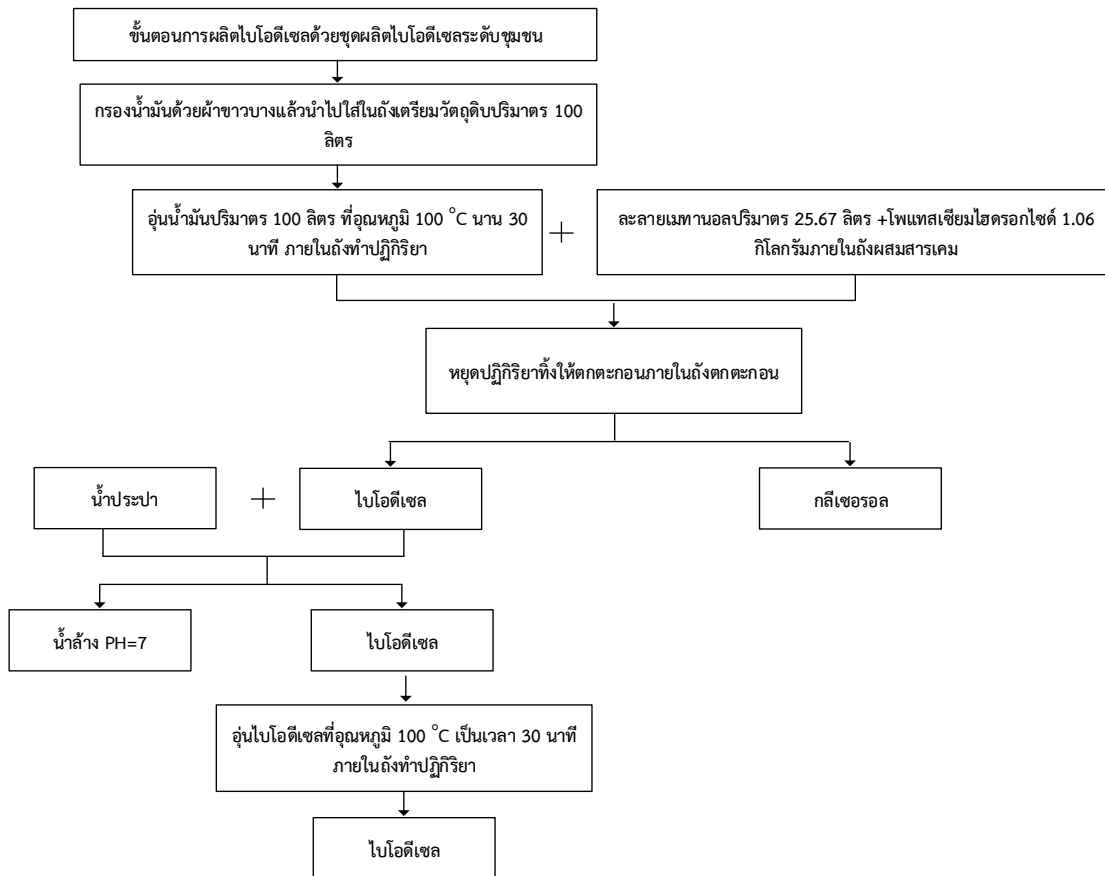 ขั้นตอนการผลิตไบโอดีเซลด้วยชุดผลิตไบโอดีเซลระดับชุมชน
กรองน้ำมันด้วยผ้าขาวบางแล้วนำไปใส่ในถังเตรียมวัตถุดิบปริมาตร 100
ลิตร
อุ่นน้ำมันปริมาตร 100 ลิตร ที่อุณหภูมิ 100 °C นาน 30
นาที ภายในถังทำปฏิกิริยา
+
ละลายเมทานอลปริมาตร 25.67 ลิตร +โพแทสเซียมไฮดรอกไซด์ 1.06
กิโลกรัมภายในถังผสมสารเคม
หยุดปฏิกิริยาทิ้งให้ตกตะกอนภายในถังตกตะกอน
น้ำประปา
+
ไบโอดีเซล
กลีเซอรอล
น้ำล้าง PH=7
ไบโอดีเซล
อุ่นไบโอดีเซลที่อุณหภูมิ 100 °C เป็นเวลา 30 นาที
ภายในถังทำปฏิกิริยา
ไบโอดีเซล